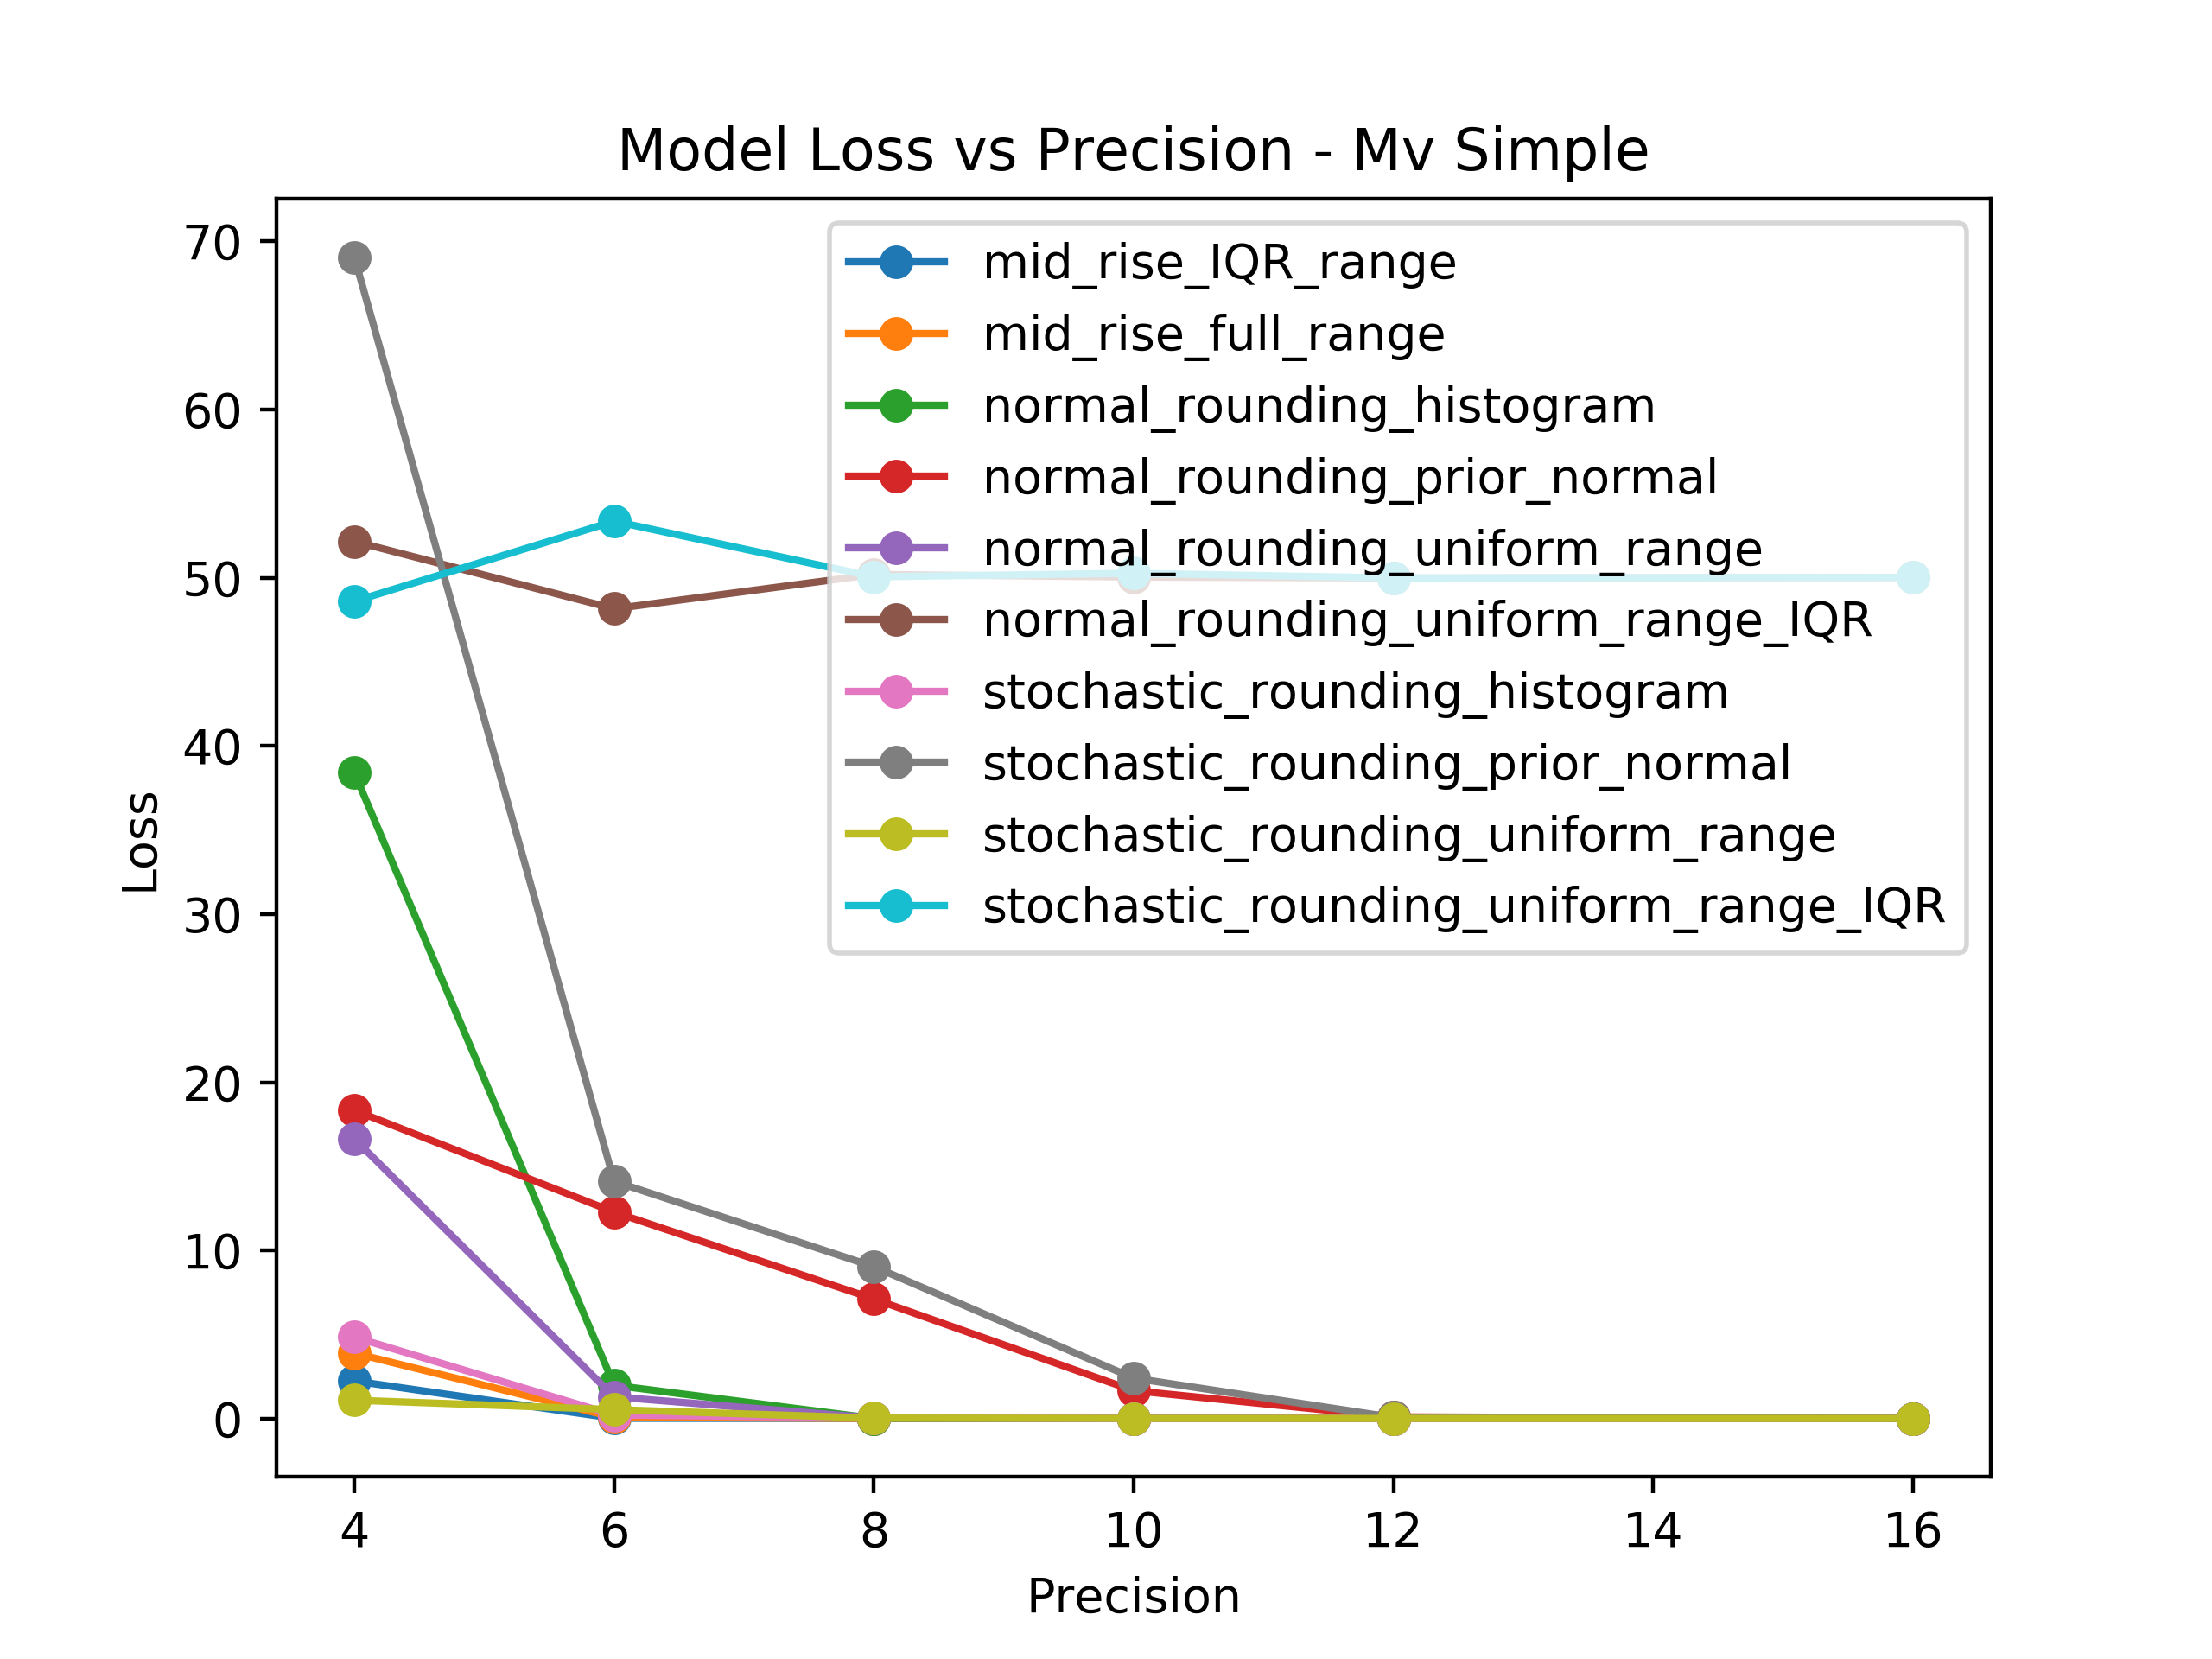 Model Loss vs Precision - Mv Simple
70
60
50
40
30
20
10
0
Loss
mid_rise_IQR_range
mid_rise_full_range
normal_rounding_histogram
normal_rounding_prior_normal
normal_rounding_uniform_range
normal_rounding_uniform_range_IQR
stochastic_rounding_histogram
stochastic_rounding_prior_normal
stochastic_rounding_uniform_range
stochastic_rounding_uniform_range_IQR
4 6 8 10 12 14 16
Precision